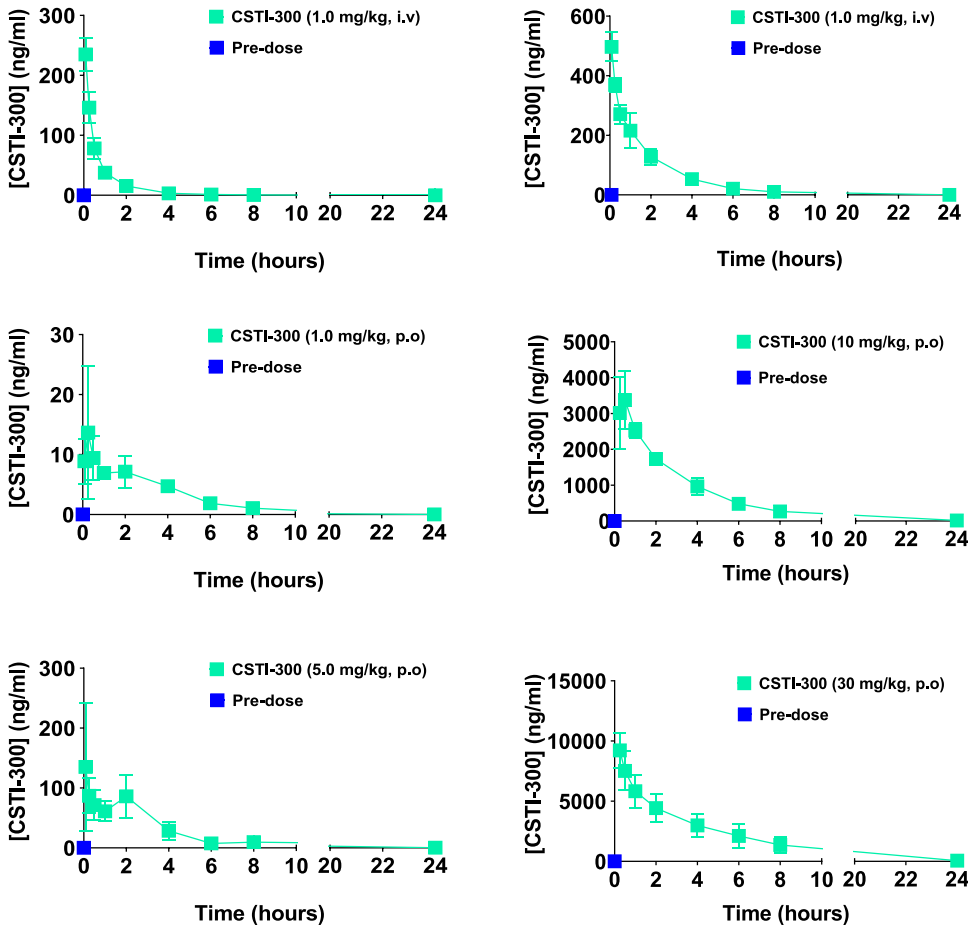 CSTI-300 (1.0 mg/kg, i.v)
Pre-dose
[CSTI-300] (ng/ml)
300
200
100
0
0 2 4 6 8 10 20 22 24
Time (hours)
CSTI-300 (1.0 mg/kg, i.v)
Pre-dose
[CSTI-300] (ng/ml)
600
400
200
0
0 2 4 6 8 10 20 22 24
Time (hours)
CSTI-300 (1.0 mg/kg, p.o)
Pre-dose
[CSTI-300] (ng/ml)
30
20
10
0
0 2 4 6 8 10 20 22 24
Time (hours)
CSTI-300 (10 mg/kg, p.o)
Pre-dose
[CSTI-300] (ng/ml)
5000
4000
3000
2000
1000
0
0 2 4 6 8 10 20 22 24
Time (hours)
CSTI-300 (5.0 mg/kg, p.o)
Pre-dose
[CSTI-300] (ng/ml)
300
200
100
0
0 2 4 6 8 10 20 22 24
Time (hours)
CSTI-300 (30 mg/kg, p.o)
Pre-dose
[CSTI-300] (ng/ml)
15000
10000
5000
0
0 2 4 6 8 10 20 22 24
Time (hours)